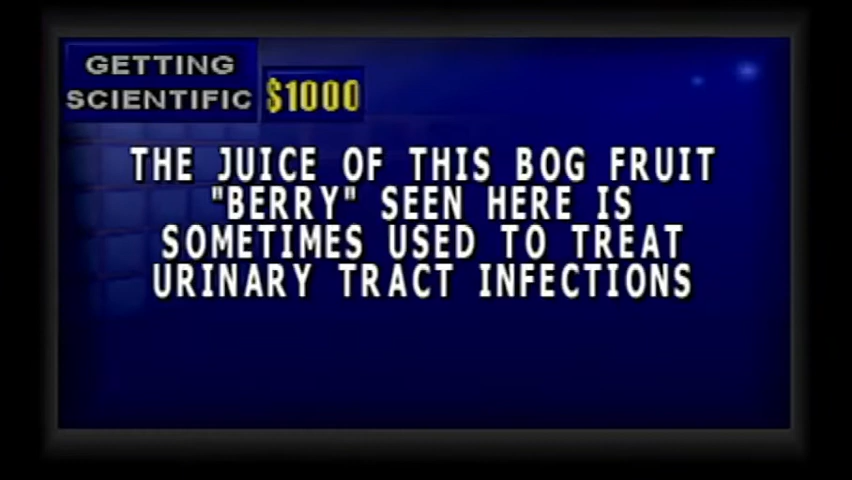 GETTING
SCIENTIFIC
$1000
THE JUICE OF THIS BOG FRUIT
"BERRY" SEEN HERE IS
SOMETIMES USED TO TREAT
URINARY TRACT INFECTIONS